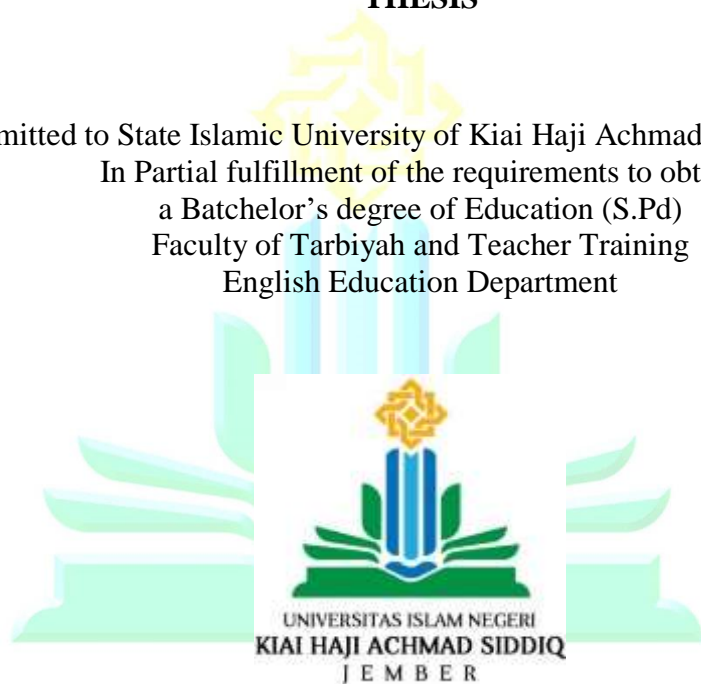 THESIS
mitted to State Islamic University of Kiai Haji Achmad
In Partial fulfillment of the requirements to obt
a Batchelor’s degree of Education (S.Pd)
Faculty of Tarbiyah and Teacher Training
English Education Department
UNIVERSITAS ISLAM NEGERI
KIAI HAJI ACHMAD SIDDIQ
JEMBER